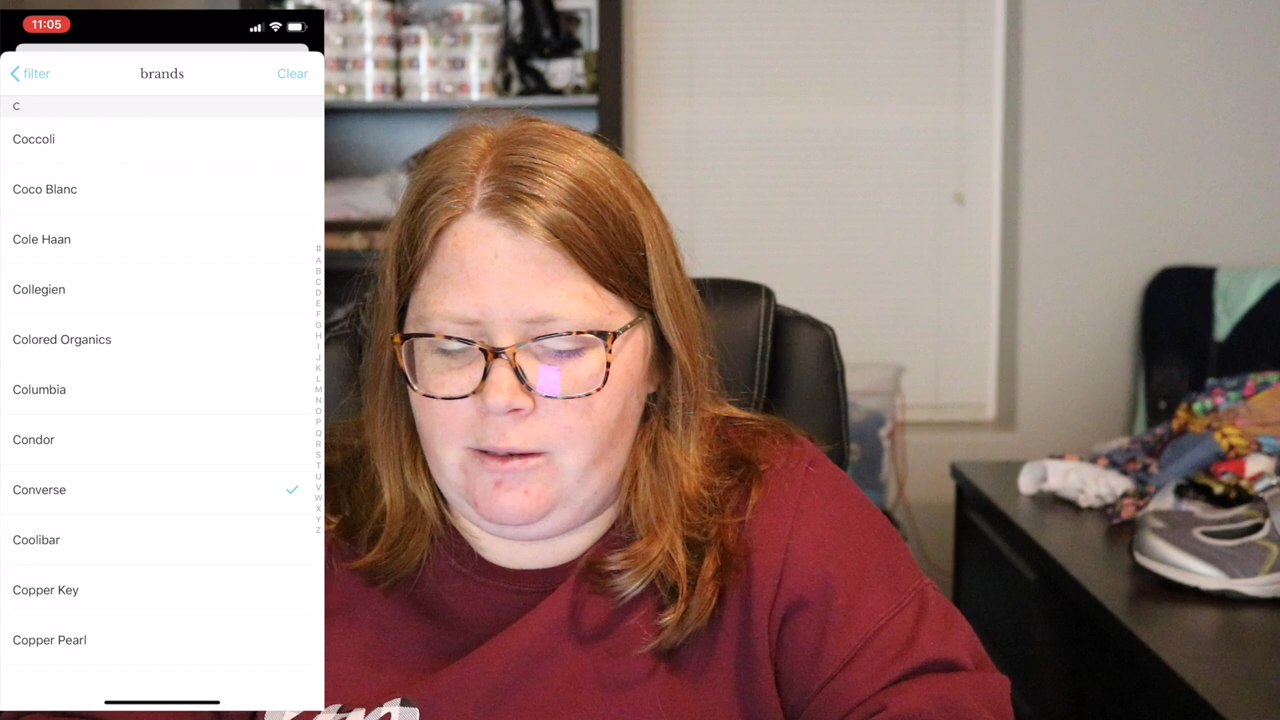 11:05
filter
brands
Clear
C
Coccoli
Coco Blanc
Cole Haan
Collegien
Colored Organics
Columbia
Condor
Converse
Coolibar
Copper Key
Copper Pearl
#
A
B
C
D
E
F
G
H
I
J
K
L
M
N
O
P
Q
R
S
T
U
V
W
X
Y
Z